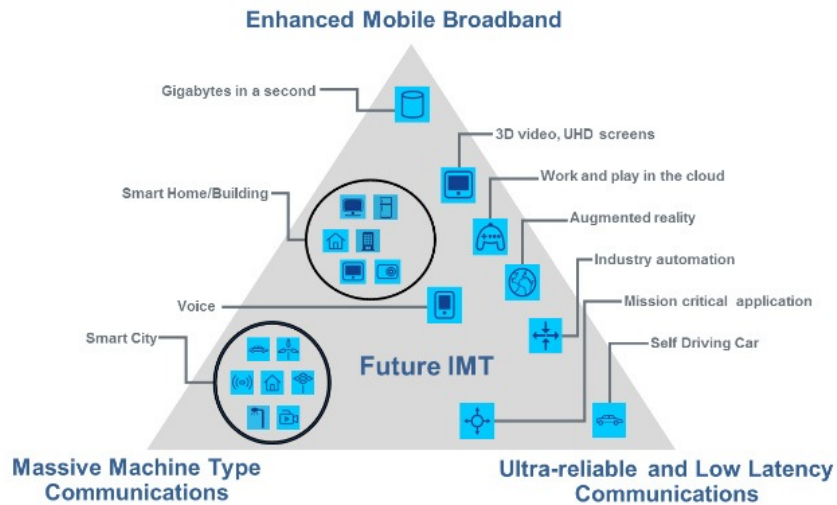 Enhanced Mobile Broadband
Gigabytes in a second
3D video, UHD screens
Work and play in the cloud
Smart Home/Building
Augmented reality
Industry automation
Mission critical application
Voice
Smart City
Self Driving Car
Future IMT
Massive Machine Type
Communications
Ultra-reliable and Low Latency
Communications